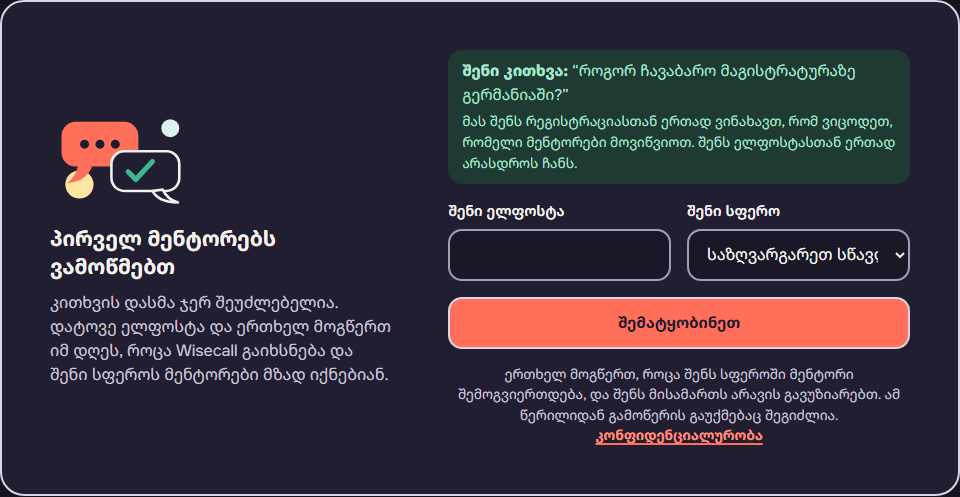 პირველ მენტორებს
ვამოწმებთ
კითხვის დასმა ჯერ შეუძლებელია.
დატოვე ელფოსტა და ერთხელ მოგწერთ
იმ დღეს, როცა Wisecall გაიხსნება და
შენი სფეროს მენტორები მზად იქნებიან.
შენი კითხვა: “როგორ ჩავაბარო მაგისტრატურაზე
გერმანიაში?”
მას შენს რეგისტრაციასთან ერთად ვინახავთ, რომ ვიცოდეთ,
რომელი მენტორები მოვიწვიოთ. შენს ელფოსტასთან ერთად
არასდროს ჩანს.
შენი ელფოსტა
შენი სფერო
საზღვარგარეთ სწავლ
შემატყობინეთ
ერთხელ მოგწერთ, როცა შენს სფეროში მენტორი
შემოგვიერთდება, და შენს მისამართს არავის გავუზიარებთ. ამ
წერილიდან გამოწერის გაუქმებაც შეგიძლია.
კონფიდენციალურობა